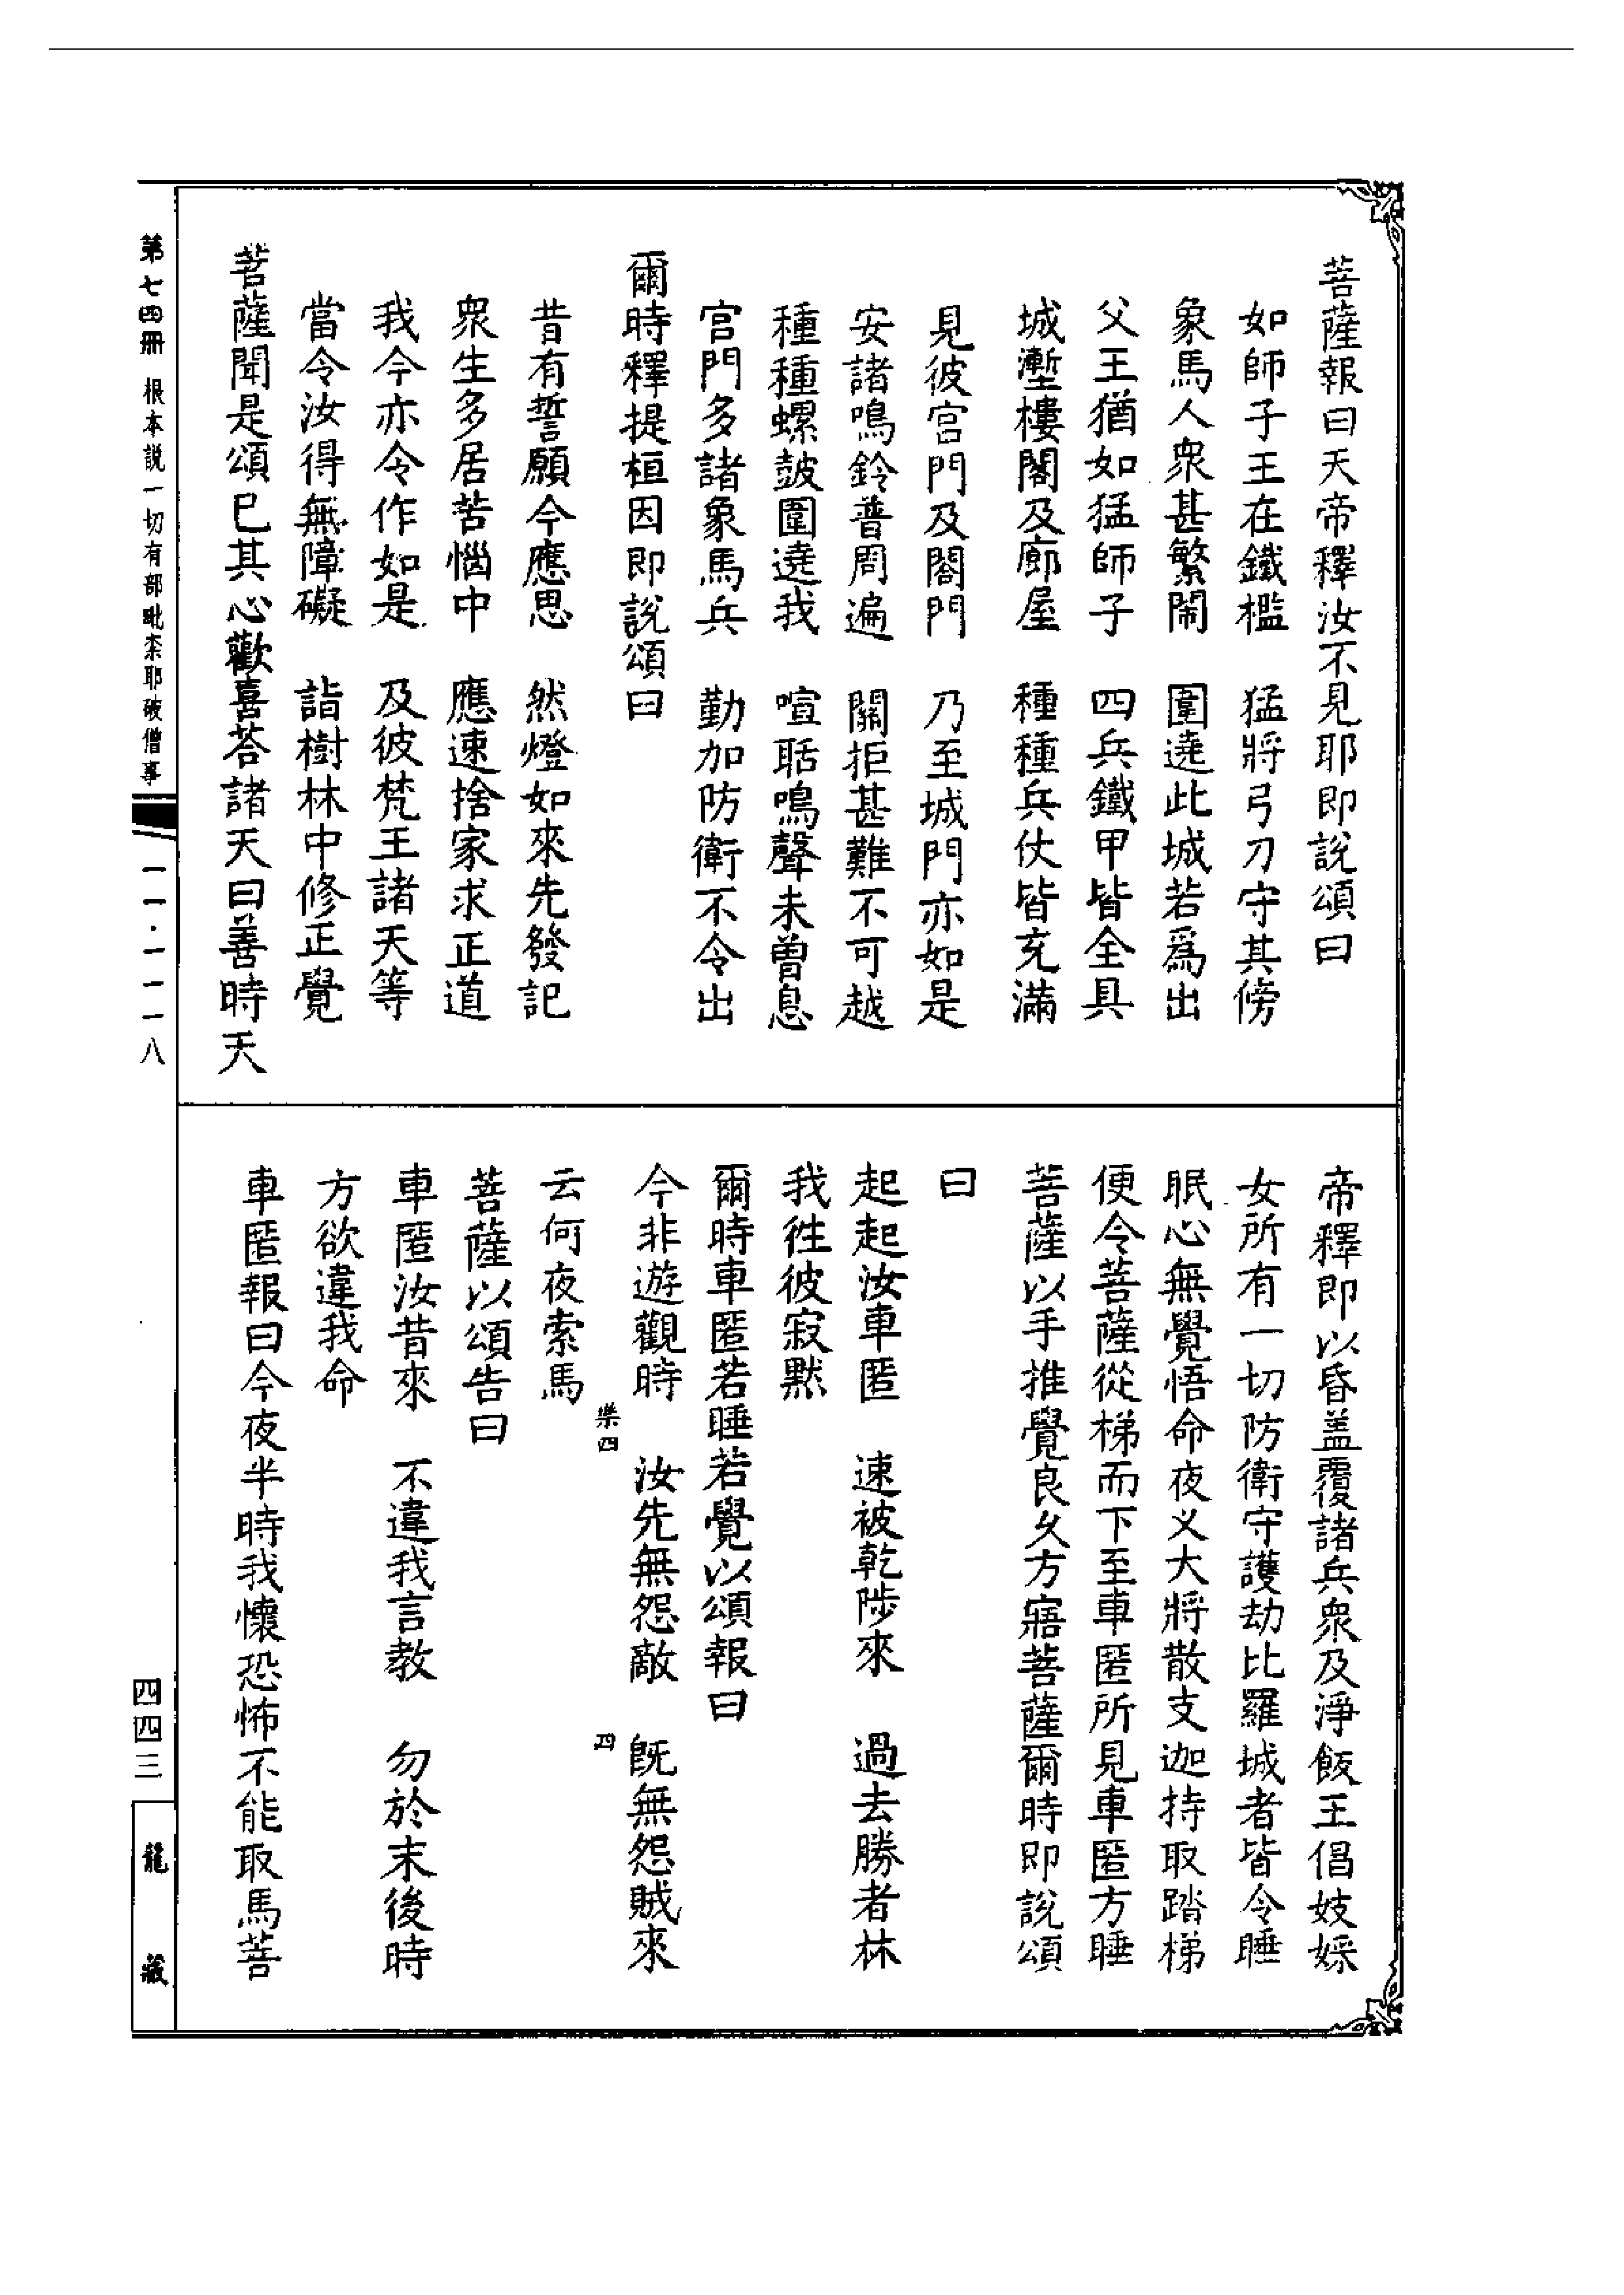 菩薩報曰天帝釋汝不見耶即說頌曰
如師子王在鐵檻　猛將弓刀守其傍
象馬人衆甚繁鬧　圍遶此城若爲出
父王猶如猛師子　四兵鐵甲皆全具
城壍樓閣及廊屋　種種兵仗皆充滿
見彼宮門及閤門　乃至城門亦如是
安諸鳴鈴普周遍　關拒甚難不可越
種種螺鼓圍遶我　喧聒鳴聲未曾息
宮門多諸象馬兵　勤加防衛不令出
爾時釋提桓因即說頌曰
昔有誓願今應思　然燈如來先發記
衆生多居苦惱中　應速捨家求正道
我今亦令作如是　及彼梵王諸天等
當令汝得無障礙　詣樹林中修正覺
菩薩聞是頌巳其心歡喜荅諸天曰善時天
帝釋即以昏盖覆諸兵衆及淨飯王倡妓婇
女所有一切防衛守護劫比羅城者皆令睡
眠心無覺悟命夜义大將散支迦持取踏梯
便令菩薩從梯而下至車匿所見車匿方睡
菩薩以手推覺良久方寤菩薩爾時即說頌
曰
起起汝車匿　速被乾陟來　過去勝者林
我徃彼寂默
爾時車匿若睡若覺以頌報曰
今非遊觀時　汝先無怨敵　旣無怨賊來
樂四　四
云何夜索馬
菩薩以頌告曰
車匿汝昔來　不違我言教　勿於末後時
方欲違我命
車匿報曰今夜半時我懷恐怖不能取馬菩
第七四冊　根本説一切有部毗柰耶破僧事
一一·一一一八
四四三
龍藏